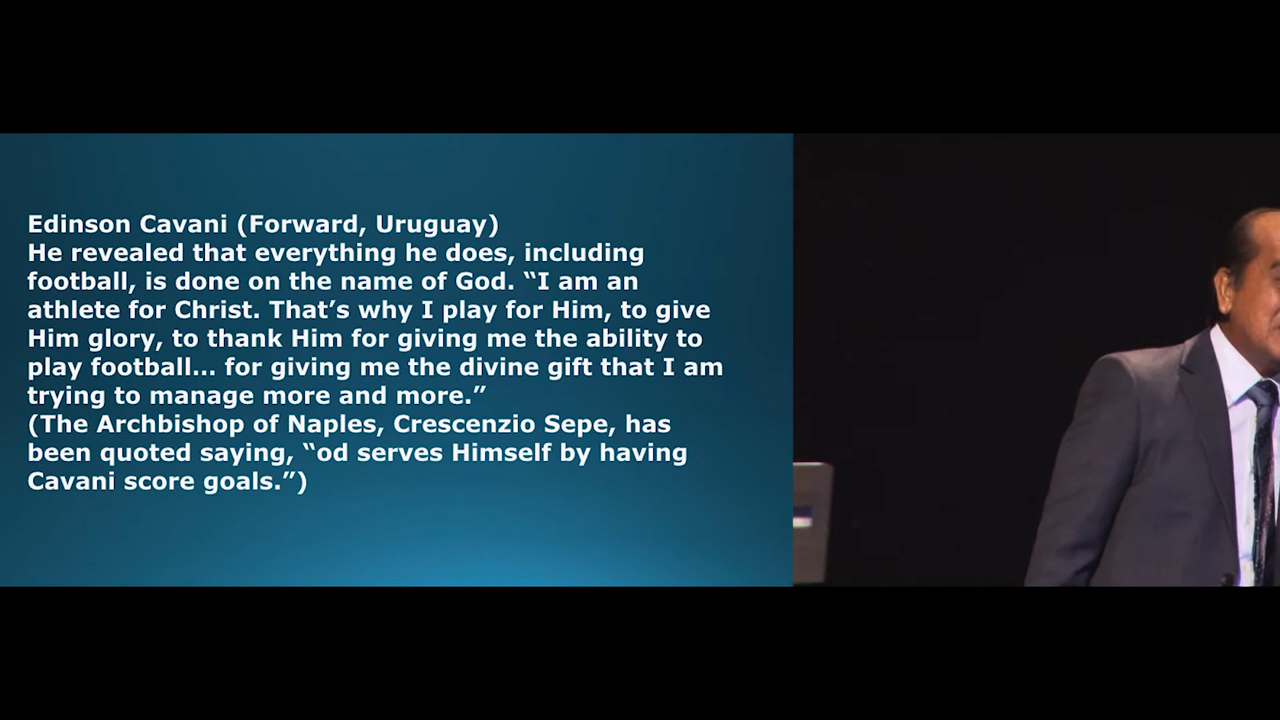 Edinson Cavani (Forward, Uruguay)
He revealed that everything he does, including
football, is done on the name of God. “I am an
athlete for Christ. That’s why I play for Him, to give
Him glory, to thank Him for giving me the ability to
play football... for giving me the divine gift that I am
trying to manage more and more.”
(The Archbishop of Naples, Crescenzio Sepe, has
been quoted saying, “od serves Himself by having
Cavani score goals.”)